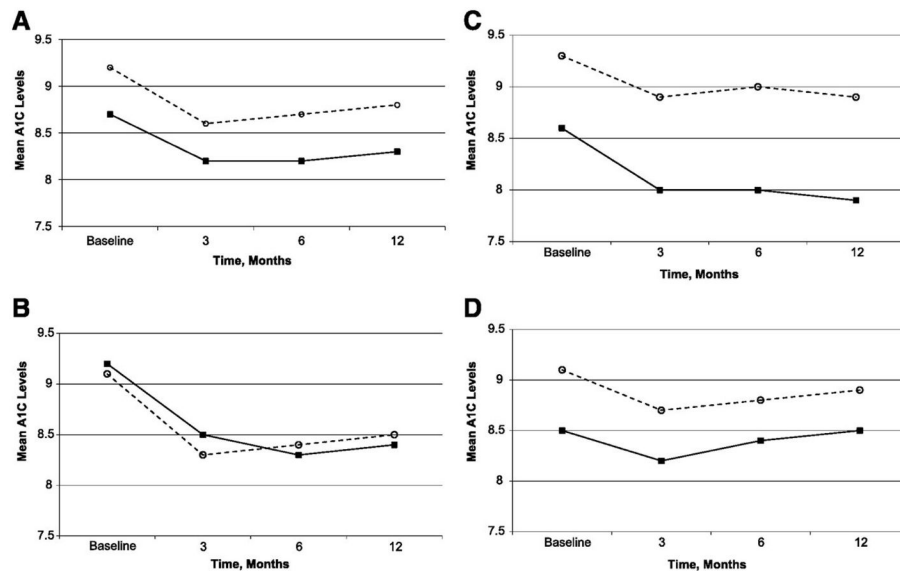 A
Mean A1C Levels
9.5
9
8.5
8
7.5
Baseline 3 6 12
Time, Months
C
Mean A1C Levels
9.5
9
8.5
8
7.5
Baseline 3 6 12
Time, Months
B
Mean A1C Levels
9.5
9
8.5
8
7.5
Baseline 3 6 12
Time, Months
D
Mean A1C Levels
9.5
9
8.5
8
7.5
Baseline 3 6 12
Time, Months